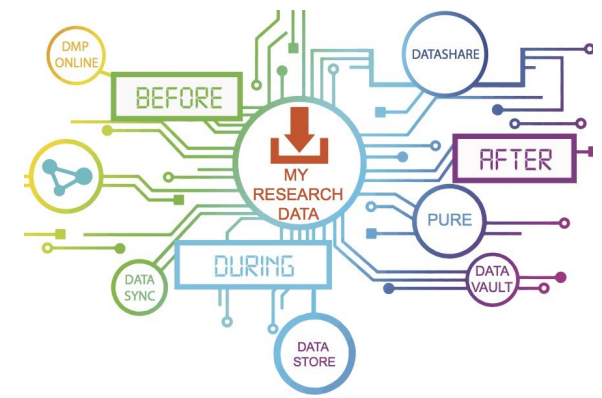 DMP
ONLINE
BEFORE
DATASHARE
MY
RESEARCH
DATA
AFTER
PURE
DURING
DATA
SYNC
DATA
VAULT
DATA
STORE